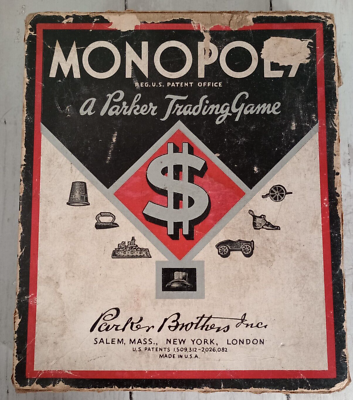 MONOPOLY
REG. U.S. PATENT OFFICE
A Parker Trading Game
$
Parker Brothers Inc.
SALEM, MASS., NEW YORK, LONDON
U.S. PATENTS 1,509,312-2,026,082
MADE IN U.S.A.